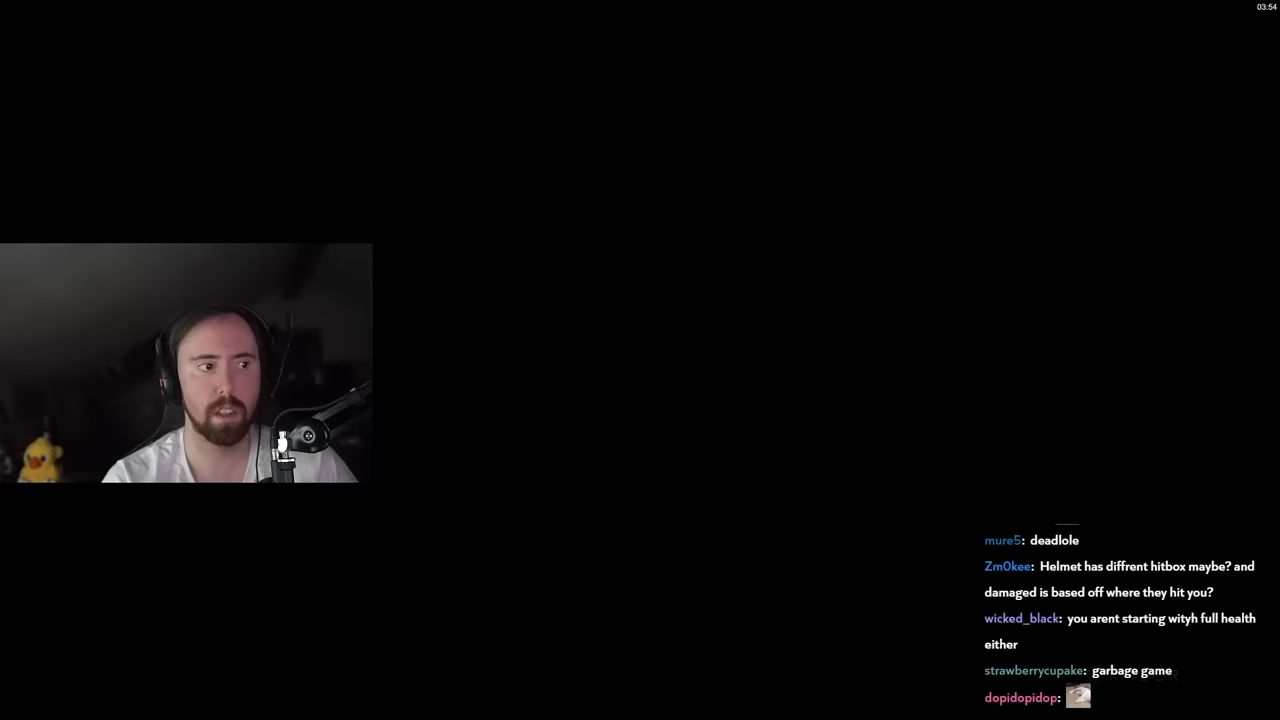 03:54
mure5: deadlole
Zm0kee: Helmet has diffrent hitbox maybe? and
damaged is based off where they hit you?
wicked_black: you arent starting wityh full health
either
strawberrycupake: garbage game
dopidopidop: